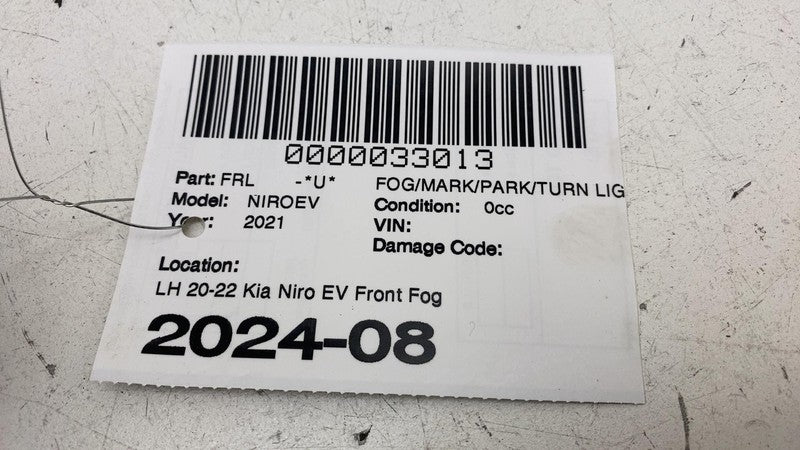 0000033013
Part: FRL -*U* FOG/MARK/PARK/TURN LIG
Model: NIROEV Condition: 0cc
Year: 2021 VIN:
Damage Code:
Location:
LH 20-22 Kia Niro EV Front Fog
2024-08